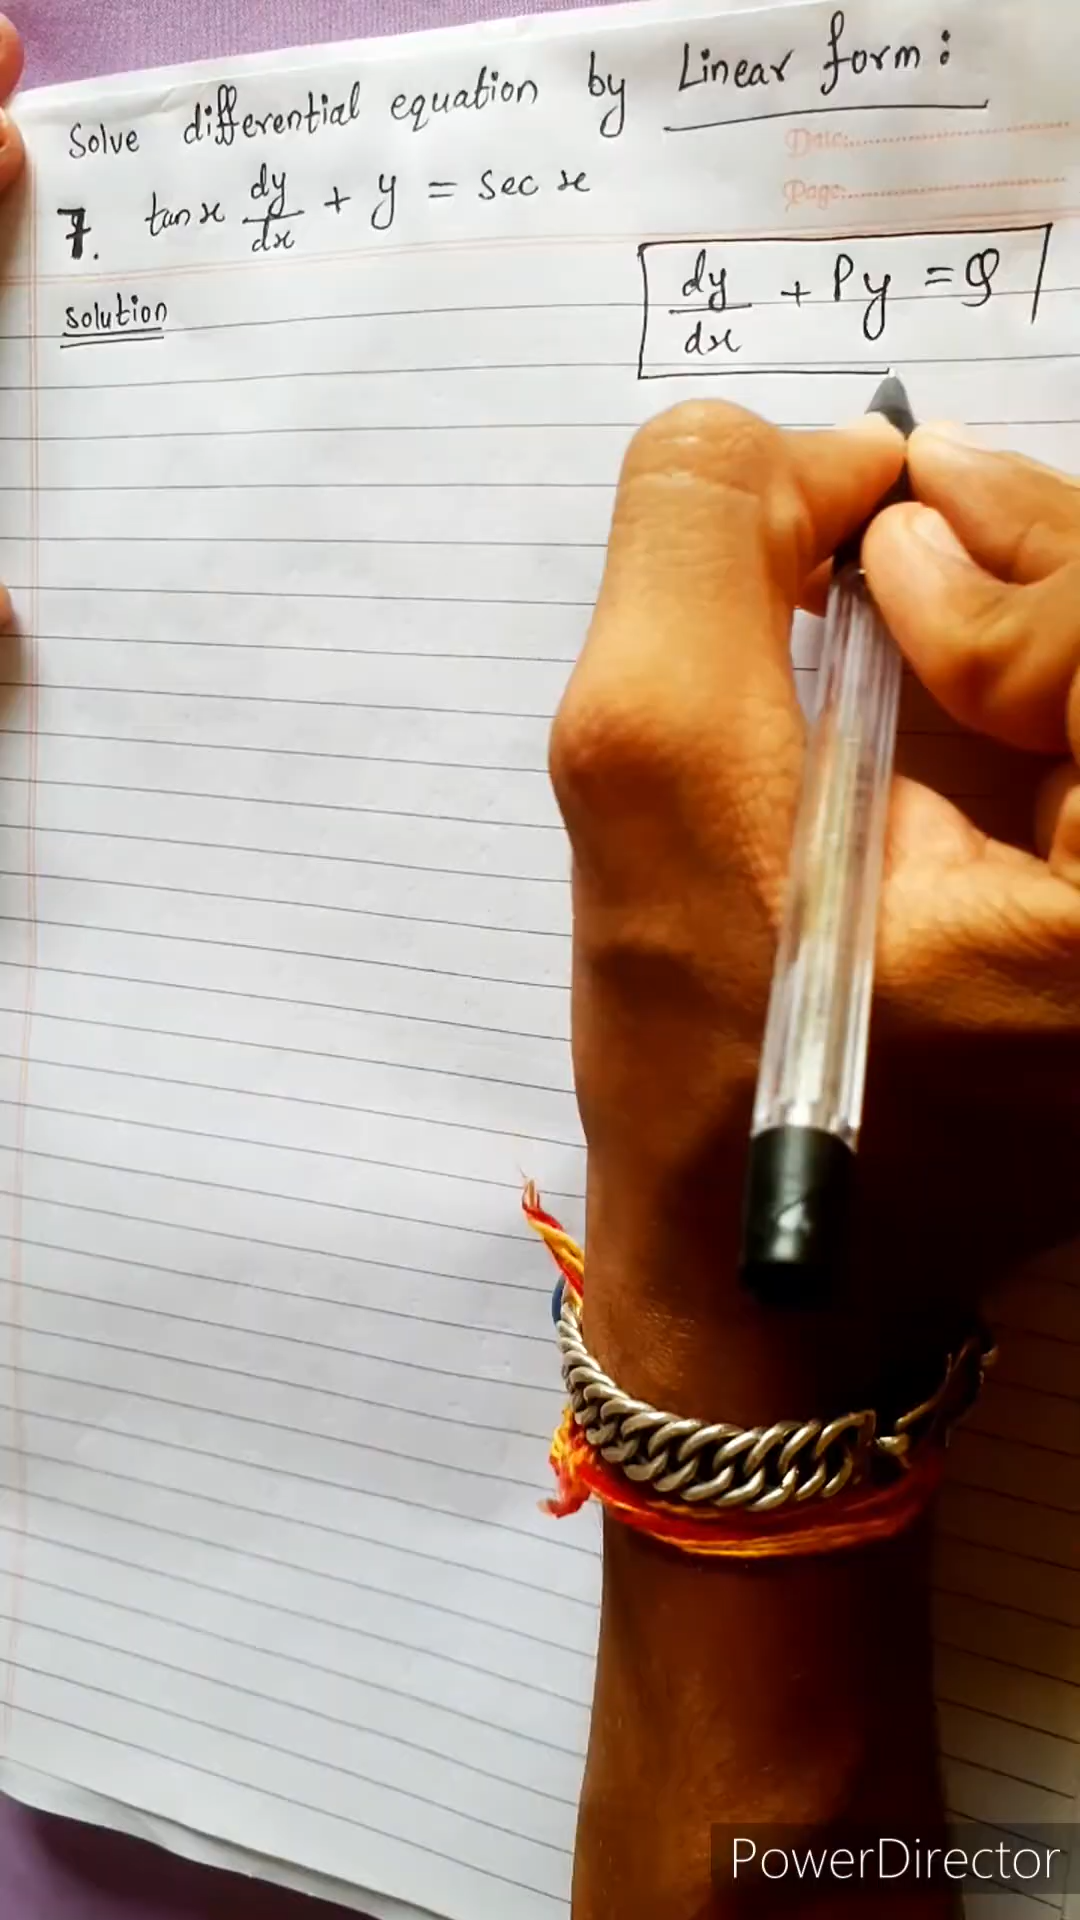 Solve differential equation by Linear form:
Date:
Page:
7. tan x dy/dx + y = sec x
dy/dx + Py = Q
Solution
PowerDirector